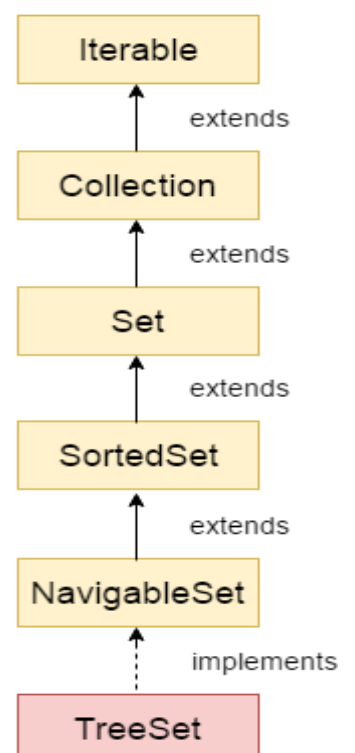 Iterable
extends
Collection
extends
Set
extends
SortedSet
extends
NavigableSet
implements
TreeSet